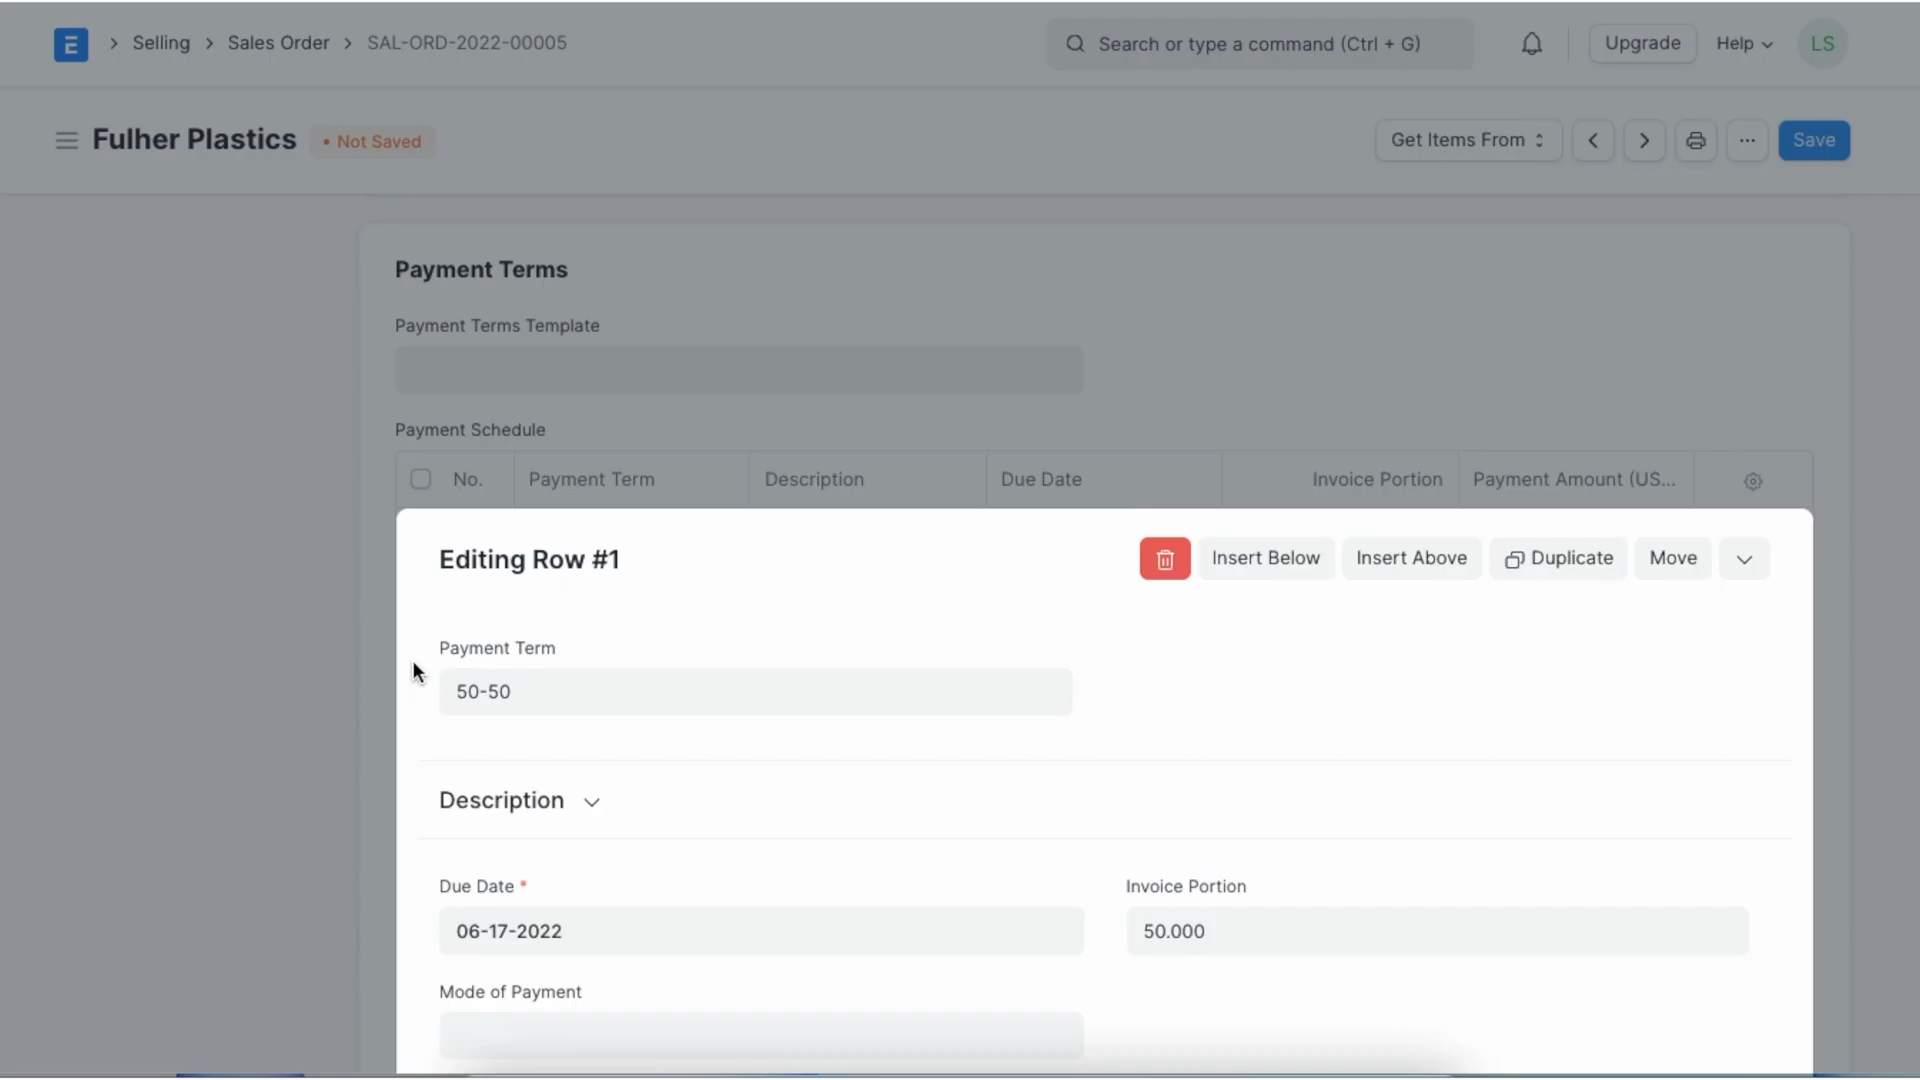 E > Selling > Sales Order > SAL-ORD-2022-00005 Search or type a command (Ctrl + G) Upgrade Help LS
Fulher Plastics • Not Saved Get Items From ... Save
Payment Terms
Payment Terms Template
Payment Schedule
No. Payment Term Description Due Date Invoice Portion Payment Amount (US...
Editing Row #1 Insert Below Insert Above Duplicate Move
Payment Term
50-50
Description
Due Date * Invoice Portion
06-17-2022 50.000
Mode of Payment